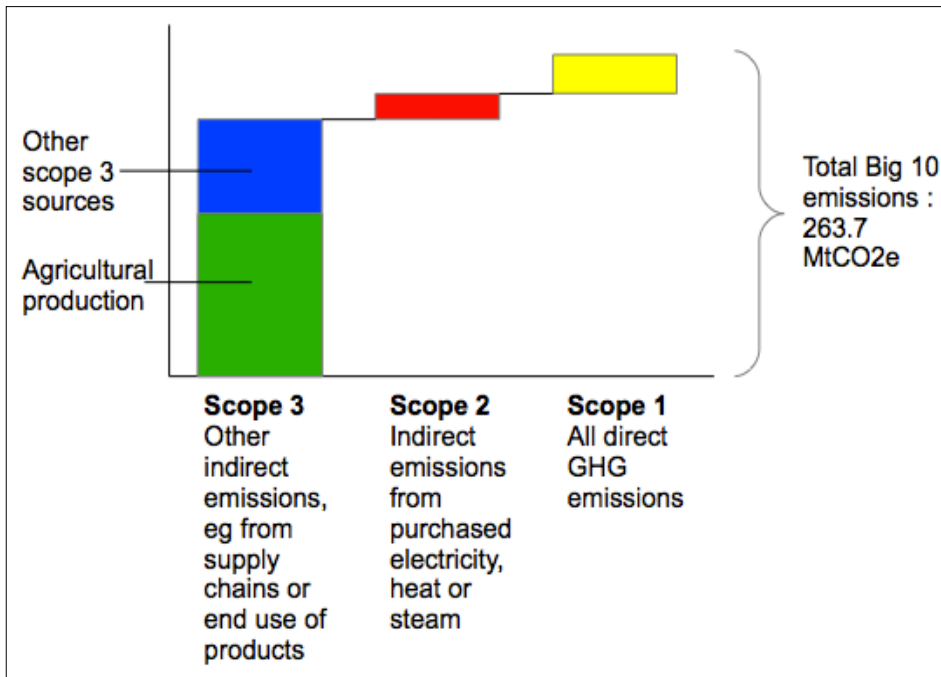 Other
scope 3
sources
Agricultural
production
Total Big 10
emissions :
263.7
MtCO2e
Scope 3
Other
indirect
emissions,
eg from
supply
chains or
end use of
products
Scope 2
Indirect
emissions
from
purchased
electricity,
heat or
steam
Scope 1
All direct
GHG
emissions